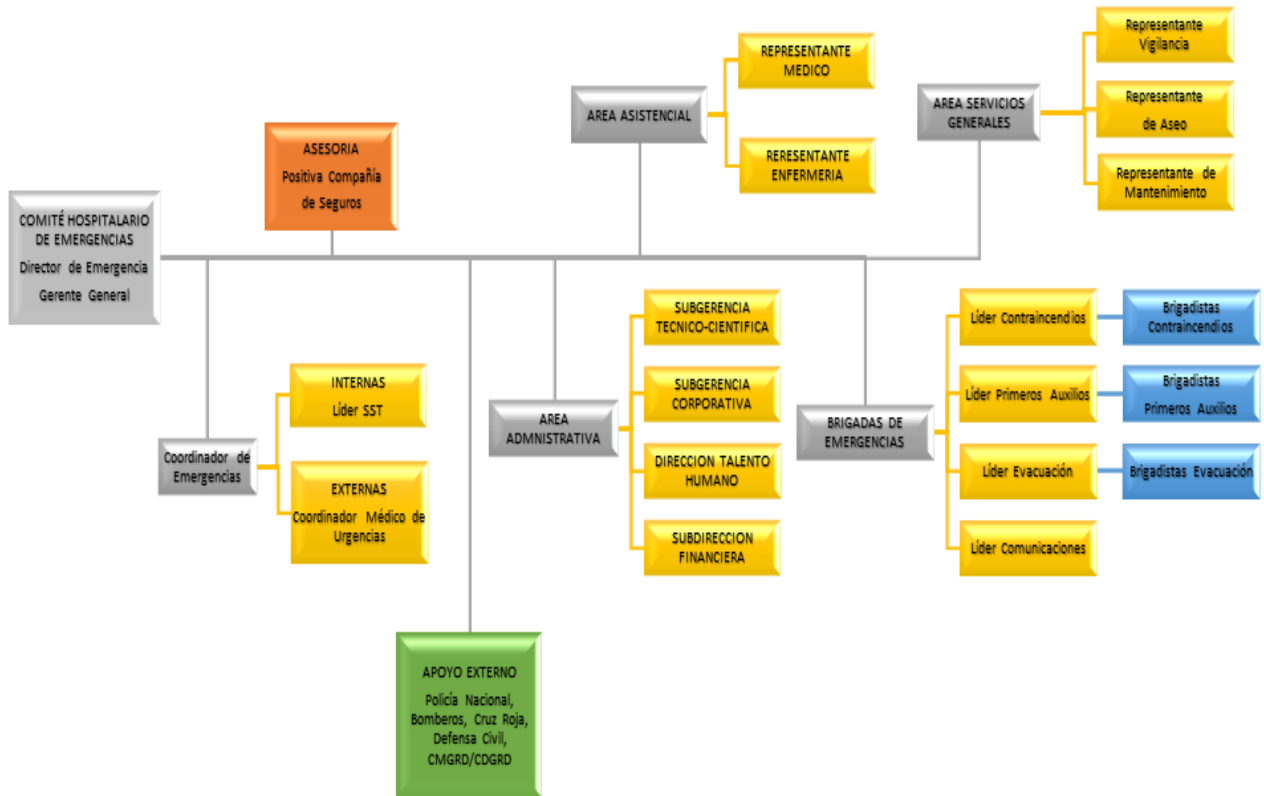 COMITÉ HOSPITALARIO
DE EMERGENCIAS
Director de Emergencia
Gerente General
ASESORIA
Positiva Compañía
de Seguros
AREA ASISTENCIAL
REPRESENTANTE
MEDICO
RERESENTANTE
ENFERMERIA
AREA SERVICIOS
GENERALES
Representante
Vigilancia
Representante
de Aseo
Representante de
Mantenimiento
Coordinador de
Emergencias
INTERNAS
Líder SST
EXTERNAS
Coordinador Médico de
Urgencias
AREA
ADMNISTRATIVA
SUBGERENCIA
TECNICO-CIENTIFICA
SUBGERENCIA
CORPORATIVA
DIRECCION TALENTO
HUMANO
SUBDIRECCION
FINANCIERA
BRIGADAS DE
EMERGENCIAS
Líder Contraincendios
Brigadistas
Contraincendios
Líder Primeros Auxilios
Brigadistas
Primeros Auxilios
Líder Evacuación
Brigadistas Evacuación
Líder Comunicaciones
APOYO EXTERNO
Policía Nacional,
Bomberos, Cruz Roja,
Defensa Civil,
CMGRD/CDGRD